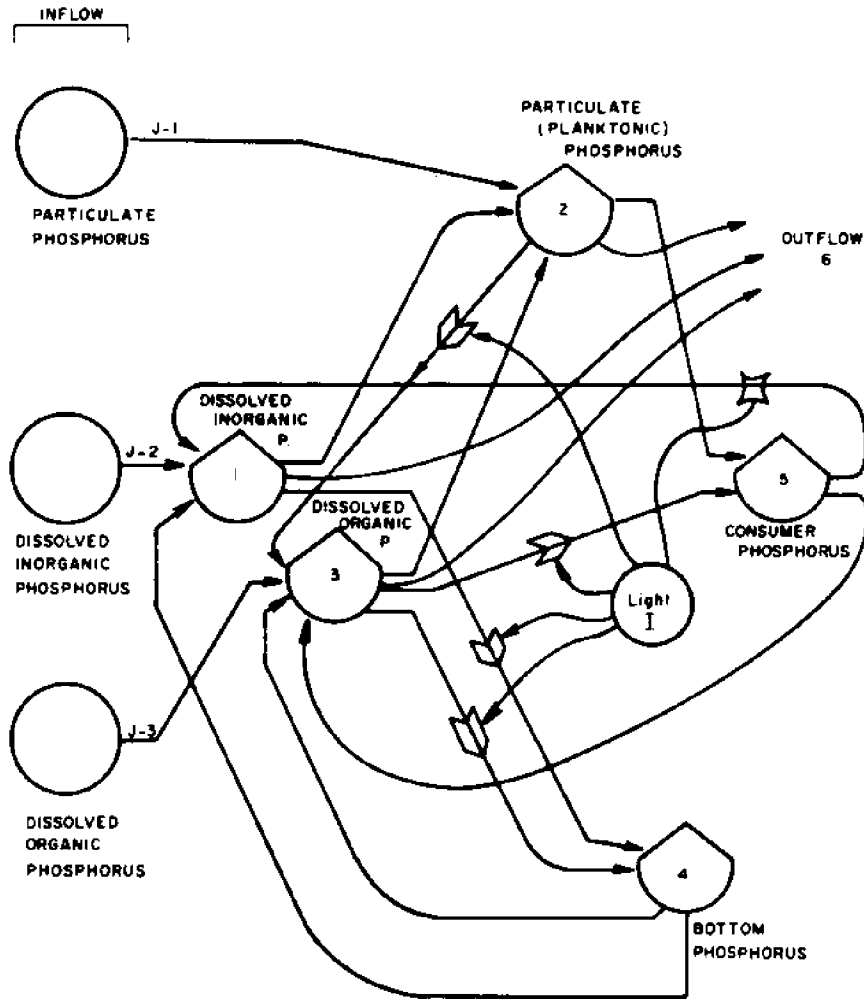 INFLOW
J-1
PARTICULATE
PHOSPHORUS
PARTICULATE
(PLANKTONIC)
PHOSPHORUS
2
OUTFLOW
6
DISSOLVED
INORGANIC
P.
J-2
1
DISSOLVED
INORGANIC
PHOSPHORUS
DISSOLVED
ORGANIC
P
3
5
CONSUMER
PHOSPHORUS
Light
I
J-3
DISSOLVED
ORGANIC
PHOSPHORUS
4
BOTTOM
PHOSPHORUS